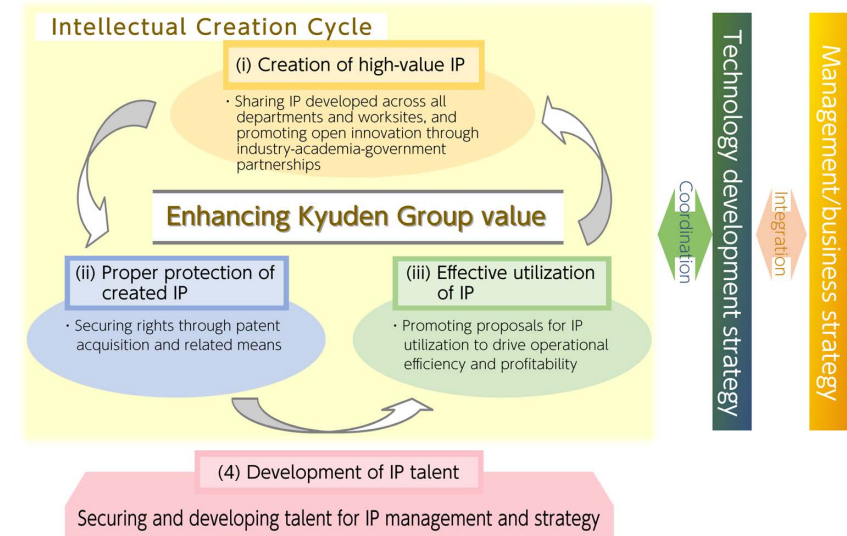 Intellectual Creation Cycle
(i) Creation of high-value IP
・Sharing IP developed across all
departments and worksites, and
promoting open innovation through
industry-academia-government
partnerships
Enhancing Kyuden Group value
(ii) Proper protection of
created IP
・Securing rights through patent
acquisition and related means
(iii) Effective utilization
of IP
・Promoting proposals for IP
utilization to drive operational
efficiency and profitability
(4) Development of IP talent
Securing and developing talent for IP management and strategy
Coordination
Technology development strategy
Integration
Management/business strategy